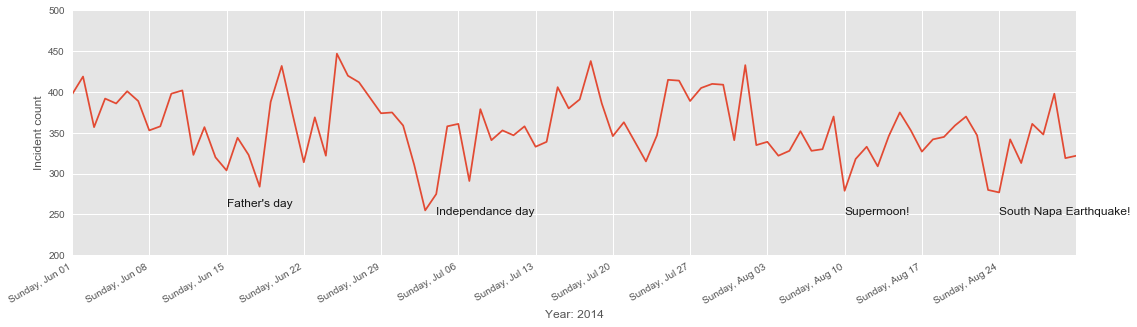 500
450
400
350
300
250
200
Incident count
Father's day
Independance day
Supermoon!
South Napa Earthquake!
Sunday, Jun 01
Sunday, Jun 08
Sunday, Jun 15
Sunday, Jun 22
Sunday, Jun 29
Sunday, Jul 06
Sunday, Jul 13
Sunday, Jul 20
Sunday, Jul 27
Sunday, Aug 03
Sunday, Aug 10
Sunday, Aug 17
Sunday, Aug 24
Year: 2014